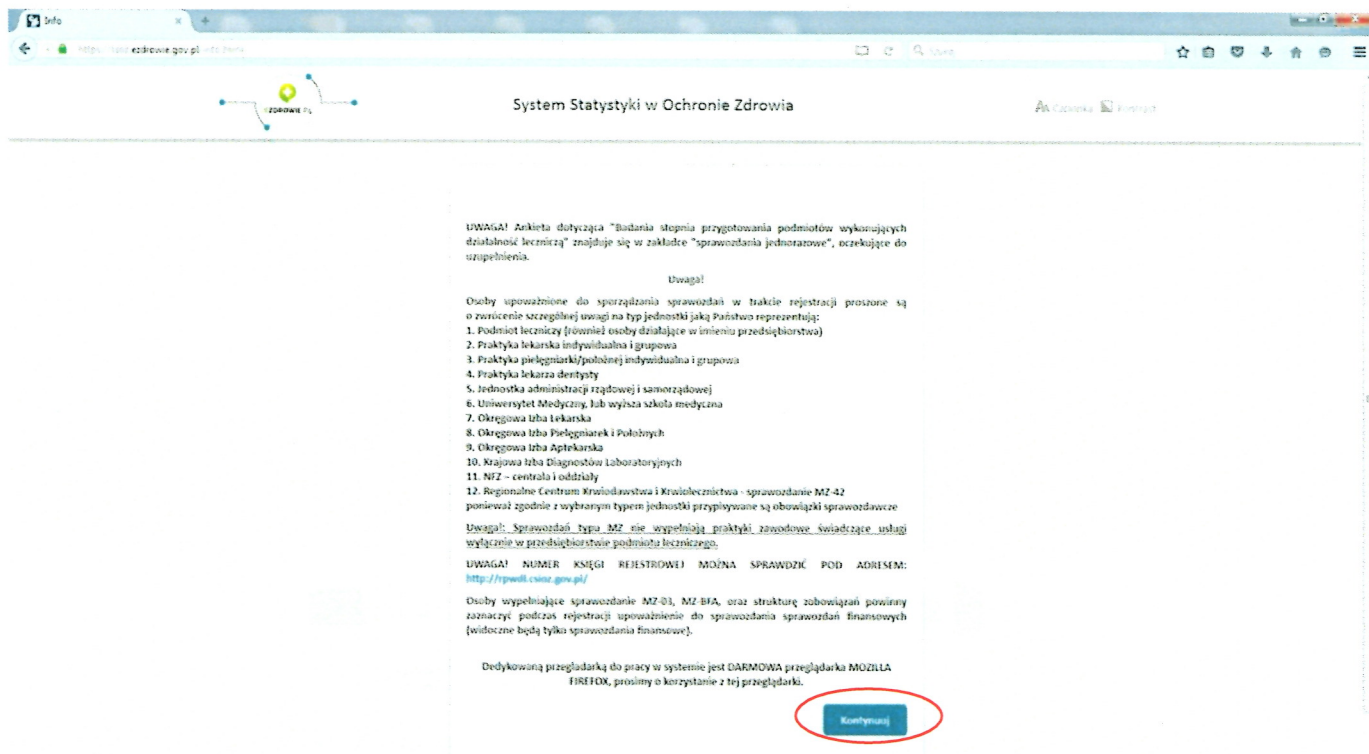 Info
ezdrowie.gov.pl
System Statystyki w Ochronie Zdrowia
UWAGA! Ankieta dotycząca "Badania stopnia przygotowania podmiotów wykonujących
działalność leczniczą" znajduje się w zakładce "sprawozdania jednorazowe", oczekujące do
uzupełnienia.
Uwaga!
Osoby upoważnione do sporządzania sprawozdań w trakcie rejestracji proszone są
o zwrócenie szczególnej uwagi na typ jednostki jaką Państwo reprezentują:
1. Podmiot leczniczy (również osoby działające w imieniu przedsiębiorstwa)
2. Praktyka lekarska indywidualna i grupowa
3. Praktyka pielęgniarki/położnej indywidualna i grupowa
4. Praktyka lekarza dentysty
5. Jednostka administracji rządowej i samorządowej
6. Uniwersytet Medyczny, lub wyższa szkoła medyczna
7. Okręgowa Izba Lekarska
8. Okręgowa Izba Pielęgniarek i Położnych
9. Okręgowa Izba Aptekarska
10. Krajowa Izba Diagnostów Laboratoryjnych
11. NFZ – centrala i oddziały
12. Regionalne Centrum Krwiodawstwa i Krwiolecznictwa - sprawozdanie MZ-42
ponieważ zgodnie z wybranym typem jednostki przypisywane są obowiązki sprawozdawcze
Uwaga!: Sprawozdań typu MZ nie wypełniają praktyki zawodowe świadczące usługi
wyłącznie w przedsiębiorstwie podmiotu leczniczego.
UWAGA! NUMER KSIĘGI REJESTROWEJ MOŻNA SPRAWDZIĆ POD ADRESEM:
http://rpwdl.csioz.gov.pl/
Osoby wypełniające sprawozdanie MZ-03, MZ-BFA, oraz strukturę zobowiązań powinny
zaznaczyć podczas rejestracji upoważnienie do sprawozdania sprawozdań finansowych
(widoczne będą tylko sprawozdania finansowe).
Dedykowaną przeglądarką do pracy w systemie jest DARMOWA przeglądarka MOZILLA
FIREFOX, prosimy o korzystanie z tej przeglądarki.
Kontynuuj